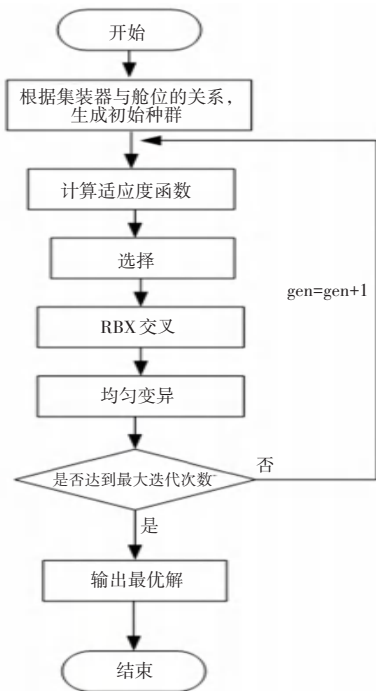 开始
根据集装器与舱位的关系，
生成初始种群
计算适应度函数
选择
RBX 交叉
gen=gen+1
均匀变异
是否达到最大迭代次数
否
是
输出最优解
结束